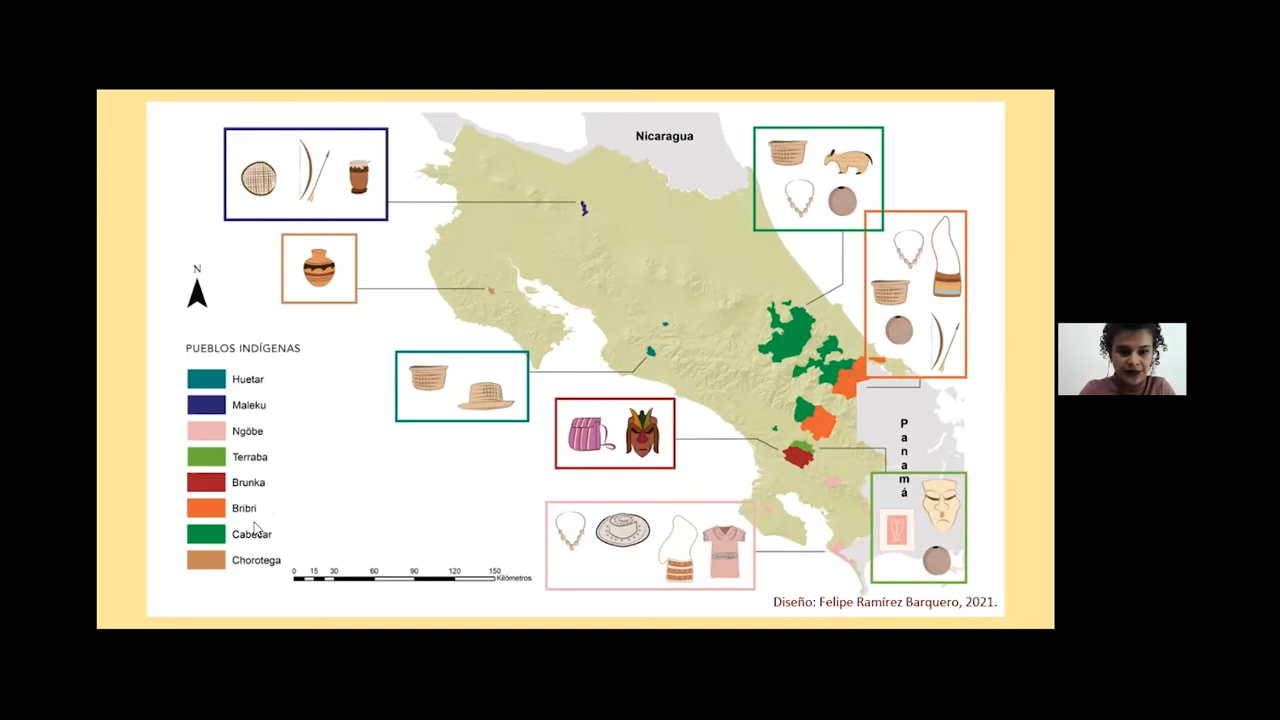 Nicaragua
N
PUEBLOS INDÍGENAS
Huetar
Maleku
Ngöbe
Terraba
Brunka
Bribri
Cabécar
Chorotega
0 15 30 60 90 120 150
Kilómetros
Panamá
Diseño: Felipe Ramírez Barquero, 2021.